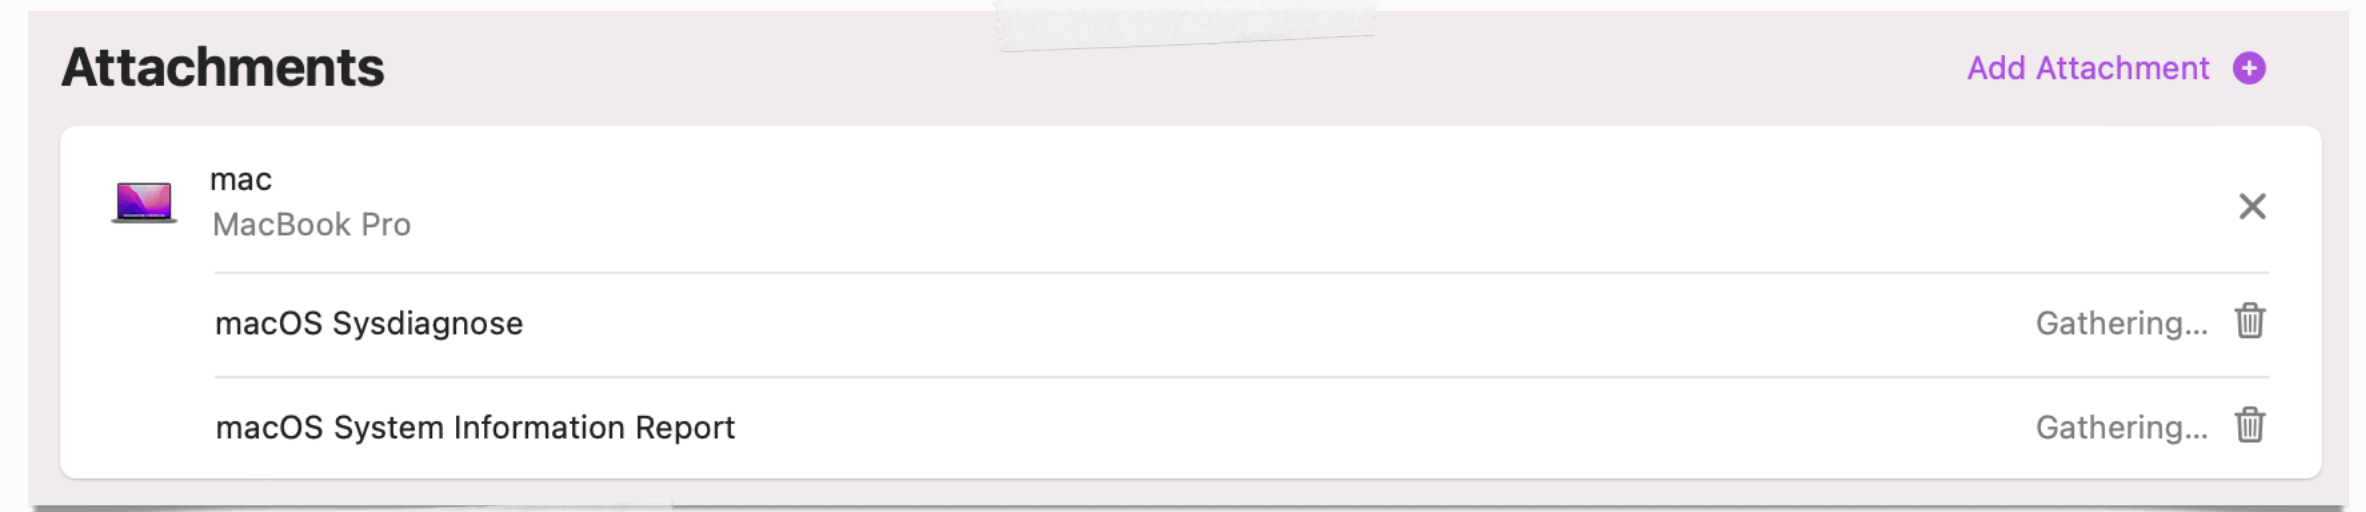 Attachments
Add Attachment
mac
MacBook Pro
macOS Sysdiagnose
Gathering...
macOS System Information Report
Gathering...